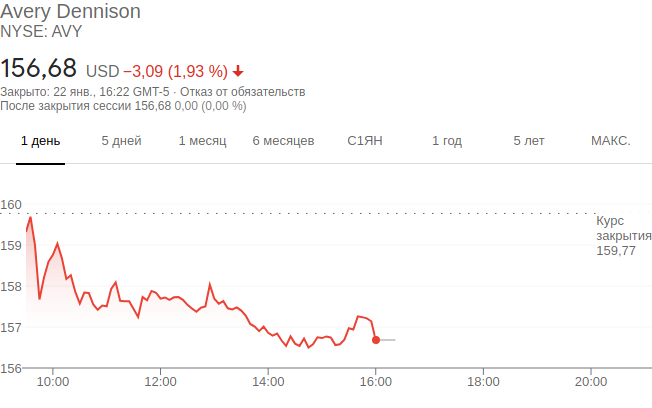 Avery Dennison
NYSE: AVY
156,68 USD −3,09 (1,93 %)
Закрыто: 22 янв., 16:22 GMT-5 · Отказ от обязательств
После закрытия сессии 156,68 0,00 (0,00 %)
1 день 5 дней 1 месяц 6 месяцев С1ЯН 1 год 5 лет МАКС.
160
Курс
закрытия
159,77
159
158
157
156
10:00 12:00 14:00 16:00 18:00 20:00